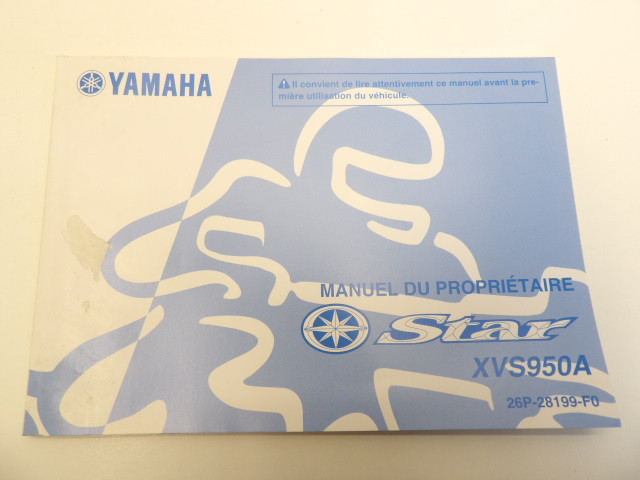 YAMAHA
Il convient de lire attentivement ce manuel avant la pre-
mière utilisation du véhicule.
MANUEL DU PROPRIÉTAIRE
Star
XVS950A
26P-28199-F0